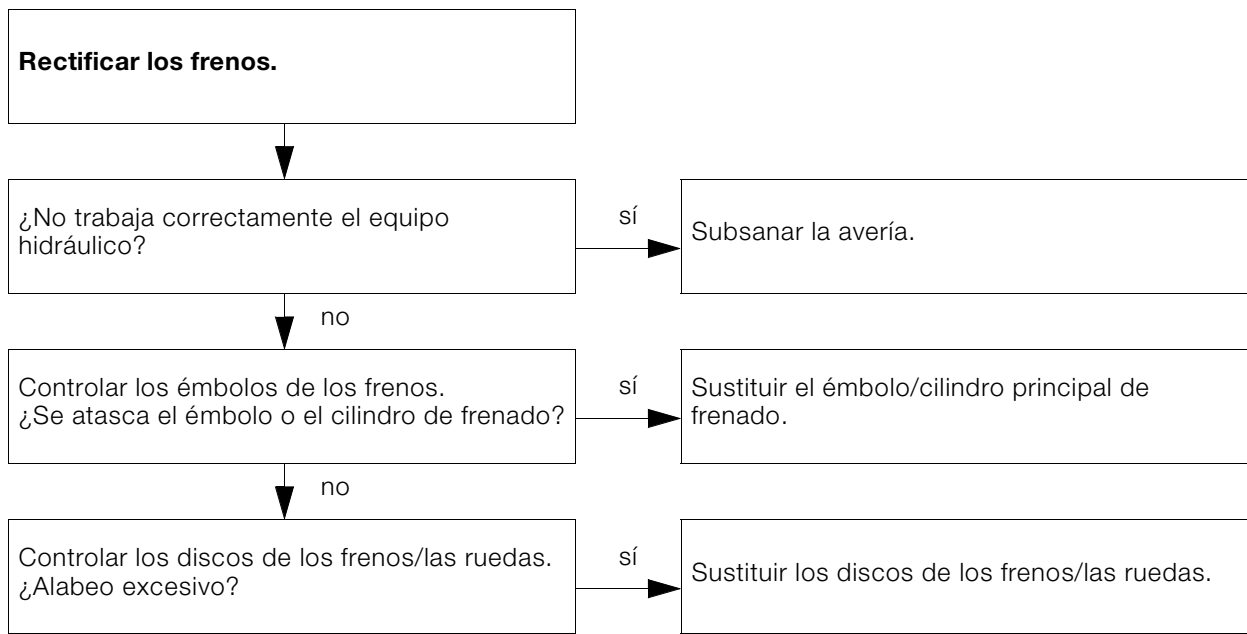 Rectificar los frenos.
¿No trabaja correctamente el equipo
hidráulico?
sí
Subsanar la avería.
no
Controlar los émbolos de los frenos.
¿Se atasca el émbolo o el cilindro de frenado?
sí
Sustituir el émbolo/cilindro principal de
frenado.
no
Controlar los discos de los frenos/las ruedas.
¿Alabeo excesivo?
sí
Sustituir los discos de los frenos/las ruedas.